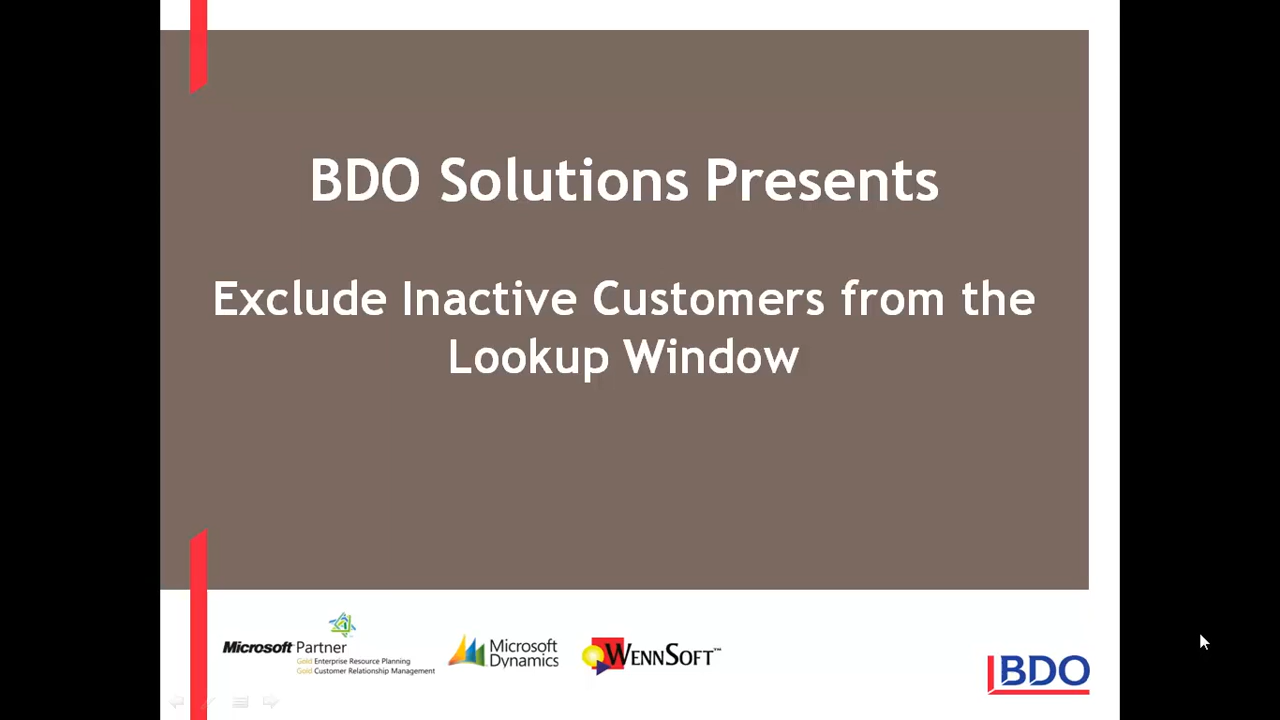 BDO Solutions Presents
Exclude Inactive Customers from the
Lookup Window
Microsoft Partner
Gold Enterprise Resource Planning
Gold Customer Relationship Management
Microsoft
Dynamics
WENNSOFT™
BDO